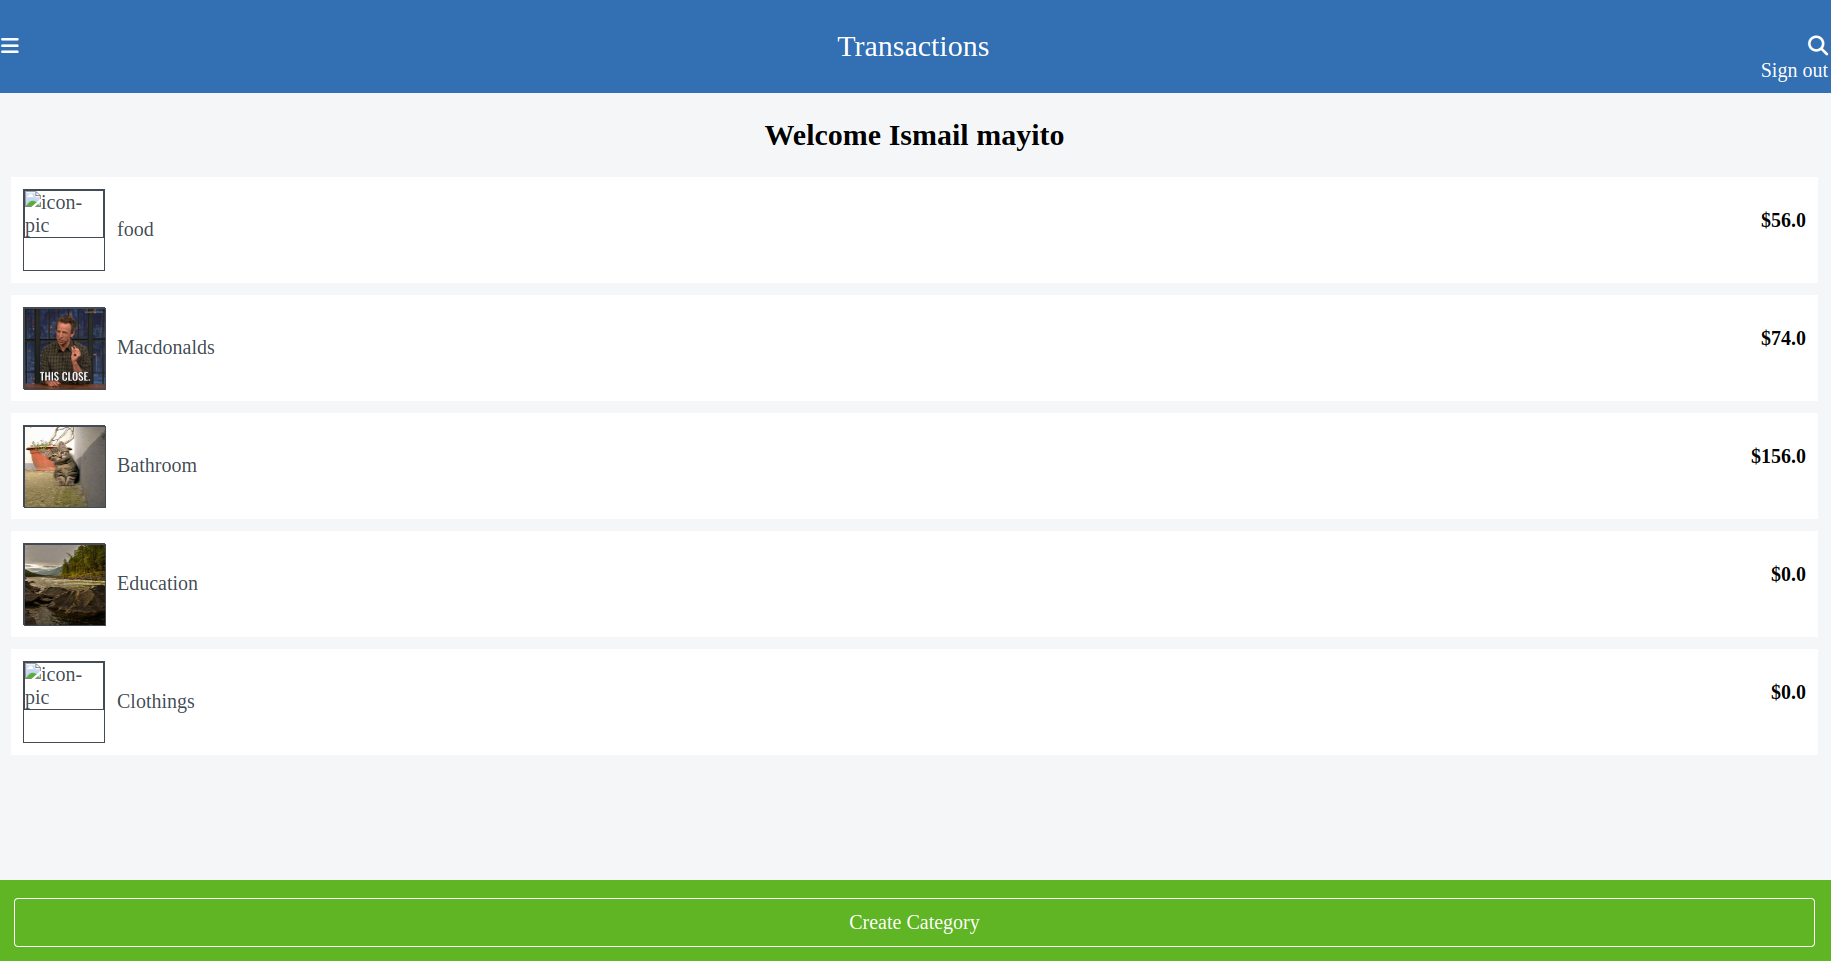 Transactions
Sign out
Welcome Ismail mayito
icon-
pic
food
$56.0
THIS CLOSE.
Macdonalds
$74.0
Bathroom
$156.0
Education
$0.0
icon-
pic
Clothings
$0.0
Create Category